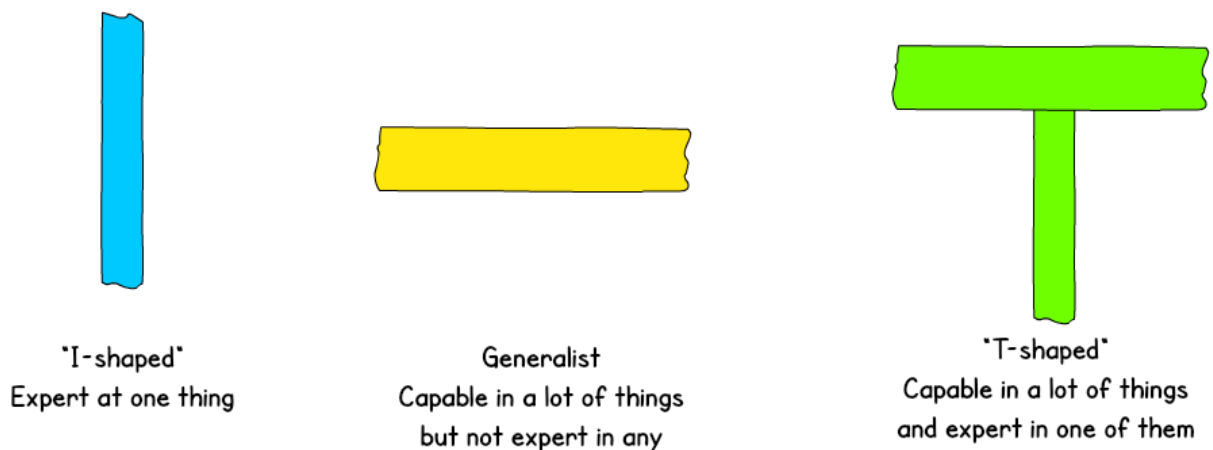 "I-shaped"
Expert at one thing
Generalist
Capable in a lot of things
but not expert in any
"T-shaped"
Capable in a lot of things
and expert in one of them